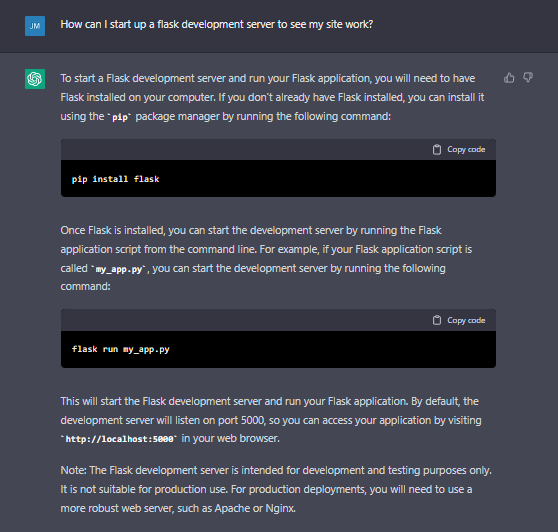 JM
How can I start up a flask development server to see my site work?
To start a Flask development server and run your Flask application, you will need to have
Flask installed on your computer. If you don't already have Flask installed, you can install it
using the `pip` package manager by running the following command:
Copy code
pip install flask
Once Flask is installed, you can start the development server by running the Flask
application script from the command line. For example, if your Flask application script is
called `my_app.py`, you can start the development server by running the following
command:
Copy code
flask run my_app.py
This will start the Flask development server and run your Flask application. By default, the
development server will listen on port 5000, so you can access your application by visiting
`http://localhost:5000` in your web browser.
Note: The Flask development server is intended for development and testing purposes only.
It is not suitable for production use. For production deployments, you will need to use a
more robust web server, such as Apache or Nginx.